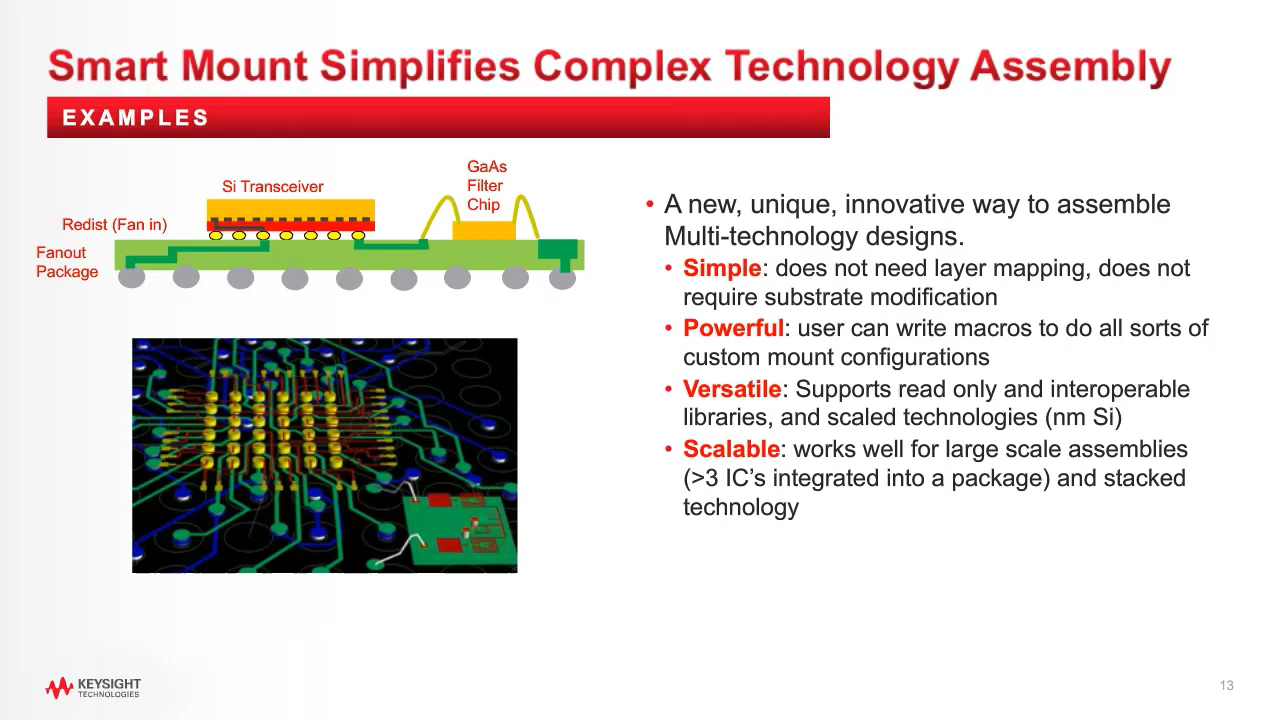 Smart Mount Simplifies Complex Technology Assembly
EXAMPLES
Si Transceiver
GaAs
Filter
Chip
Redist (Fan in)
Fanout
Package
• A new, unique, innovative way to assemble
Multi-technology designs.
• Simple: does not need layer mapping, does not
require substrate modification
• Powerful: user can write macros to do all sorts of
custom mount configurations
• Versatile: Supports read only and interoperable
libraries, and scaled technologies (nm Si)
• Scalable: works well for large scale assemblies
(>3 IC’s integrated into a package) and stacked
technology
KEYSIGHT
TECHNOLOGIES
13